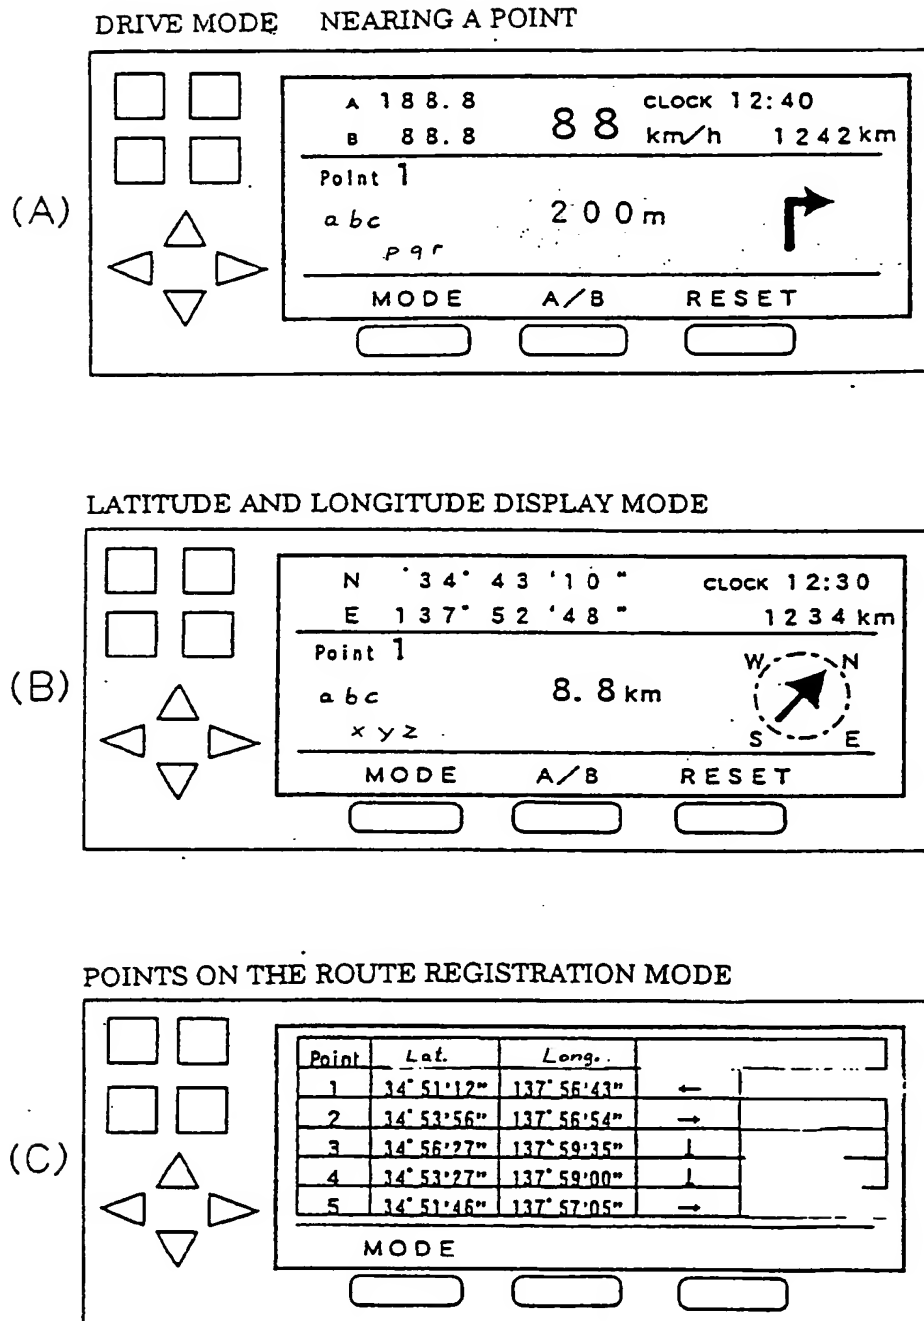 DRIVE MODE NEARING A POINT
A 188.8 88 CLOCK 12:40
B 88.8 km/h 1242km
Point 1
abc 200m
pqr
MODE A/B RESET
(A)
LATITUDE AND LONGITUDE DISPLAY MODE
N 34° 43 '10 " CLOCK 12:30
E 137° 52 '48 " 1234 km
Point 1 W N
abc 8.8 km
xyz S E
MODE A/B RESET
(B)
POINTS ON THE ROUTE REGISTRATION MODE
Point Lat. Long.
1 34° 51'12" 137° 56'43" ←
2 34° 53'56" 137° 56'54" →
3 34° 56'27" 137° 59'35"
4 34° 53'27" 137° 59'00"
5 34° 51'46" 137° 57'05" →
MODE
(C)